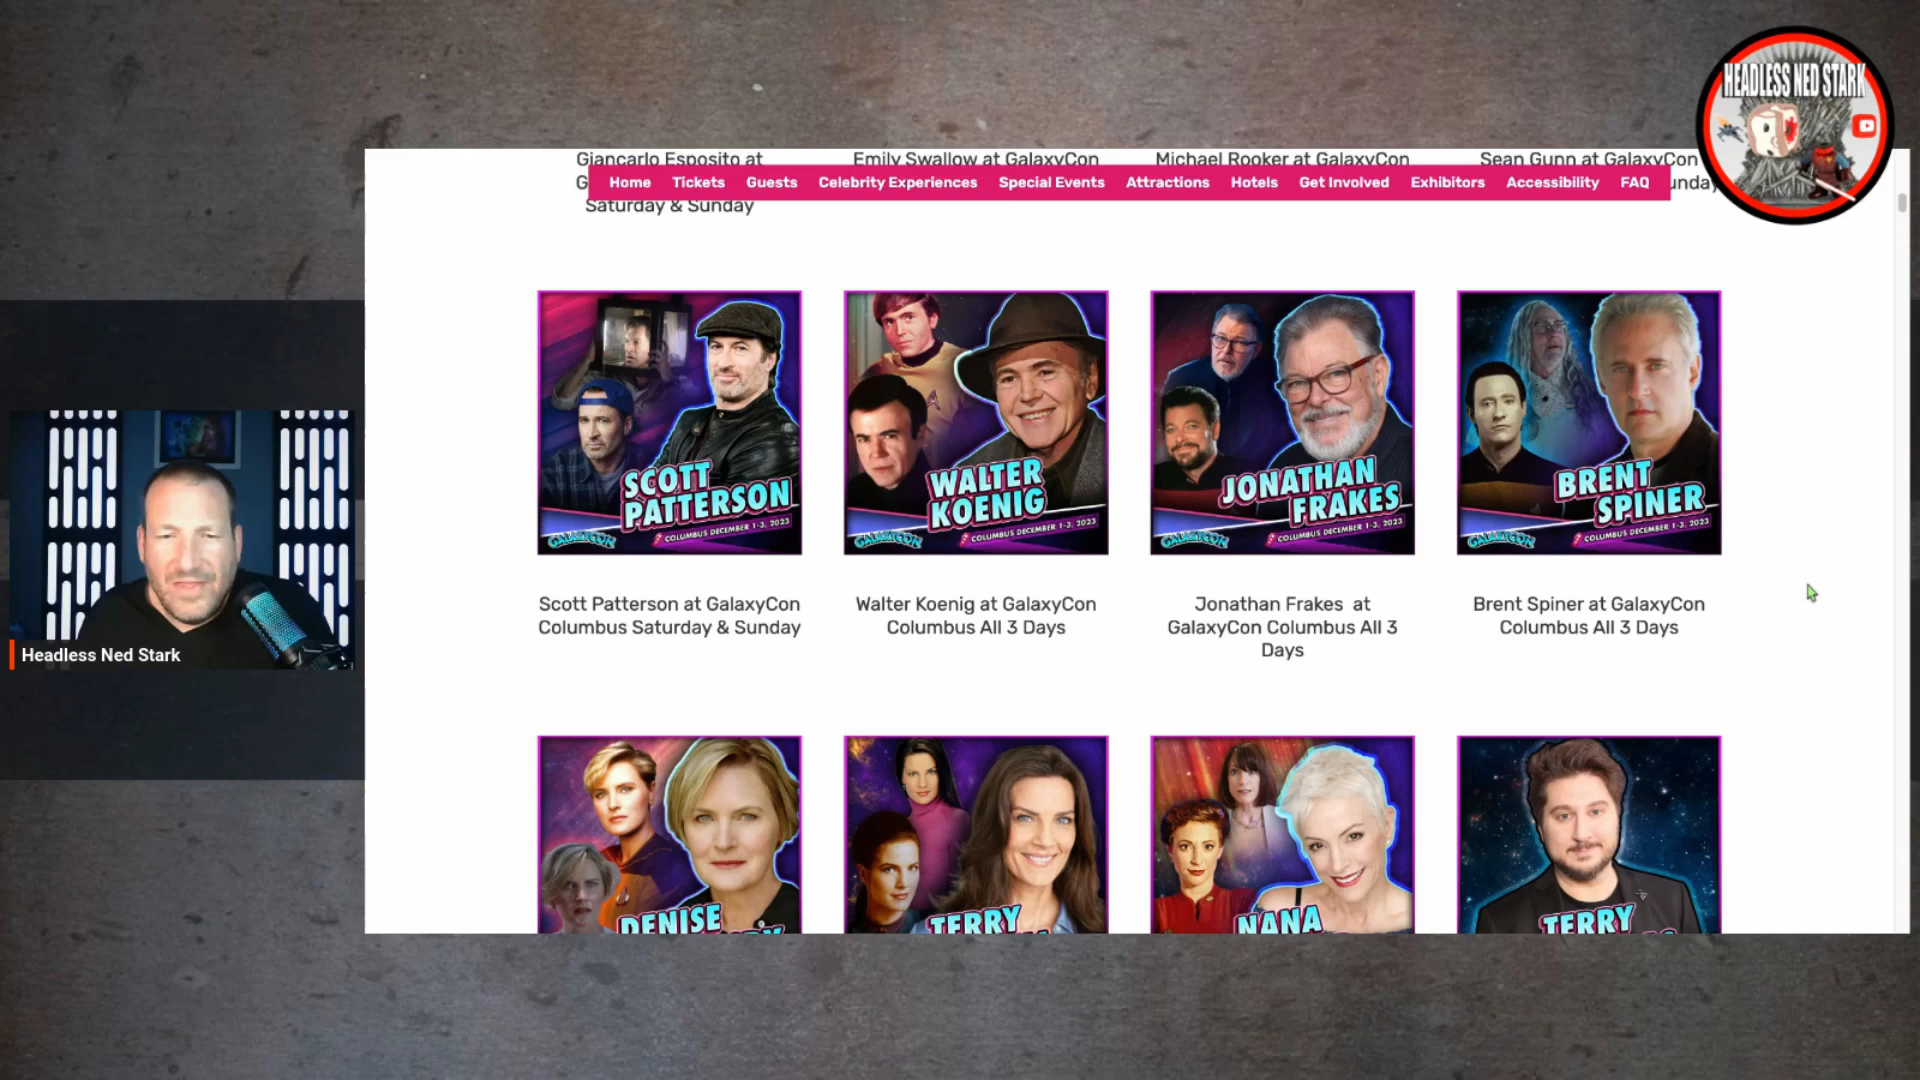 HEADLESS NED STARK
Giancarlo Esposito at
Emily Swallow at GalaxyCon
Michael Rooker at GalaxyCon
Sean Gunn at GalaxyCon
Home Tickets Guests Celebrity Experiences Special Events Attractions Hotels Get Involved Exhibitors Accessibility FAQ
Saturday & Sunday
SCOTT
PATTERSON
GALAXYCON COLUMBUS DECEMBER 1-3, 2023
WALTER
KOENIG
GALAXYCON COLUMBUS DECEMBER 1-3, 2023
JONATHAN
FRAKES
GALAXYCON COLUMBUS DECEMBER 1-3, 2023
BRENT
SPINER
GALAXYCON COLUMBUS DECEMBER 1-3, 2023
Scott Patterson at GalaxyCon
Columbus Saturday & Sunday
Walter Koenig at GalaxyCon
Columbus All 3 Days
Jonathan Frakes at
GalaxyCon Columbus All 3
Days
Brent Spiner at GalaxyCon
Columbus All 3 Days
Headless Ned Stark
DENISE
TERRY
NANA
TERRY